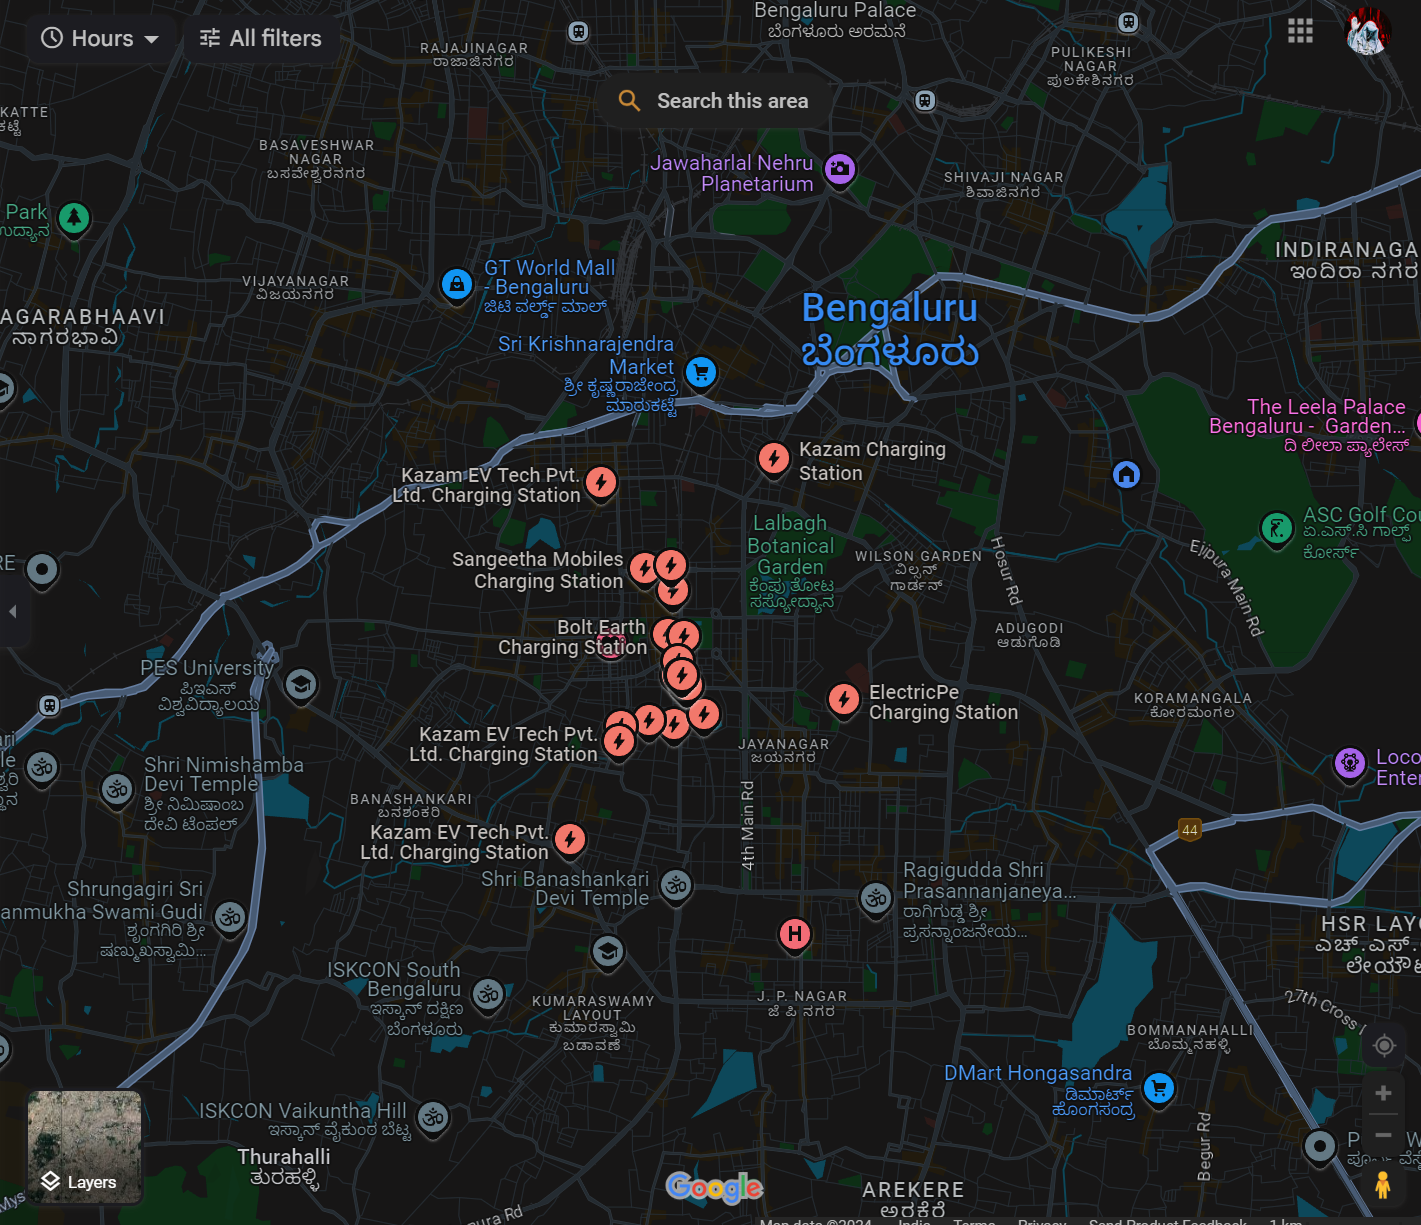 Hours
All filters
RAJAJINAGAR
ರಾಜಾಜಿನಗರ
Bengaluru Palace
ಬೆಂಗಳೂರು ಅರಮನೆ
PULIKESHI
NAGAR
ಪುಲಕೇಶಿನಗರ
Search this area
KATTE
ಕಟ್ಟೆ
BASAVESHWAR
NAGAR
ಬಸವೇಶ್ವರನಗರ
Jawaharlal Nehru
Planetarium
SHIVAJI NAGAR
ಶಿವಾಜಿನಗರ
Park
ಉದ್ಯಾನ
INDIRANAGA
ಇಂದಿರಾ ನಗರ
VIJAYANAGAR
ವಿಜಯನಗರ
GT World Mall
- Bengaluru
ಜಿಟಿ ವರ್ಲ್ಡ್ ಮಾಲ್
Bengaluru
ಬೆಂಗಳೂರು
AGARABHAAVI
ನಾಗರಭಾವಿ
Sri Krishnarajendra
Market
ಶ್ರೀ ಕೃಷ್ಣರಾಜೇಂದ್ರ
ಮಾರುಕಟ್ಟೆ
The Leela Palace
Bengaluru - Garden...
ದಿ ಲೀಲಾ ಪ್ಯಾಲೇಸ್
Kazam Charging
Station
Kazam EV Tech Pvt.
Ltd. Charging Station
Lalbagh
Botanical
Garden
ಕೆಂಪು ತೋಟ
ಸಸ್ಯೋದ್ಯಾನ
ASC Golf Cou
ಏ.ಎಸ್.ಸಿ ಗಾಲ್ಫ್
ಕೋರ್ಸ್
WILSON GARDEN
ವಿಲ್ಸನ್
ಗಾರ್ಡನ್
Hosur Rd
Ejipura Main Rd
RE
Sangeetha Mobiles
Charging Station
Bolt.Earth
Charging Station
ADUGODI
ಆಡುಗೊಡಿ
PES University
ಪಿಇಎಸ್
ವಿಶ್ವವಿದ್ಯಾಲಯ
ElectricPe
Charging Station
KORAMANGALA
ಕೋರಮಂಗಲ
Kazam EV Tech Pvt.
Ltd. Charging Station
JAYANAGAR
ಜಯನಗರ
Shri Nimishamba
Devi Temple
ಶ್ರೀ ನಿಮಿಷಾಂಬ
ದೇವಿ ಟೆಂಪಲ್
Loco
Enter
4th Main Rd
BANASHANKARI
ಬನಶಂಕರಿ
44
Kazam EV Tech Pvt.
Ltd. Charging Station
Shri Banashankari
Devi Temple
Ragigudda Shri
Prasannanjaneya...
ರಾಗಿಗುಡ್ಡ ಶ್ರೀ
ಪ್ರಸನ್ನಾಂಜನೇಯ...
Shrungagiri Sri
anmukha Swami Gudi
ಶೃಂಗಗಿರಿ ಶ್ರೀ
ಷಣ್ಮುಖಸ್ವಾಮಿ...
H
HSR LAYO
ಎಚ್.ಎಸ್.
ಲೇಯೌಟ
ISKCON South
Bengaluru
ಇಸ್ಕಾನ್ ದಕ್ಷಿಣ
ಬೆಂಗಳೂರು
KUMARASWAMY
LAYOUT
ಕುಮಾರಸ್ವಾಮಿ
ಬಡಾವಣೆ
J. P. NAGAR
ಜೆ ಪಿ ನಗರ
27th Cross
BOMMANAHALLI
ಬೊಮ್ಮನಹಳ್ಳಿ
DMart Hongasandra
ಡಿಮಾರ್ಟ್
ಹೊಂಗಸಂದ್ರ
ISKCON Vaikuntha Hill
ಇಸ್ಕಾನ್ ವೈಕುಂಠ ಬೆಟ್ಟ
Thurahalli
ತುರಹಳ್ಳಿ
Begur Rd
Layers
Google
AREKERE
ಅರಕೆರೆ
Map data ©2024
India
Terms
Privacy
Send Product Feedback
1 km